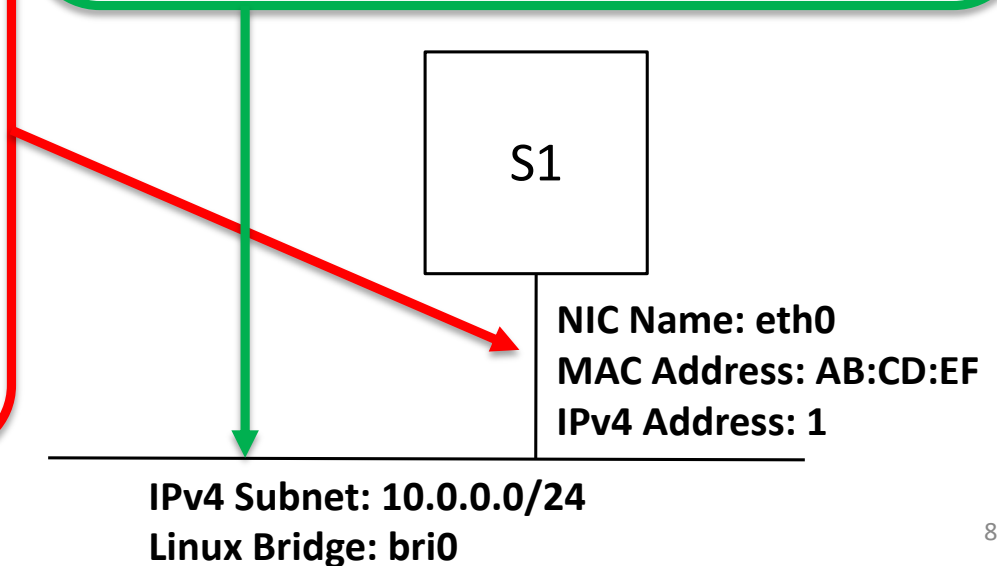 S1
NIC Name: eth0
MAC Address: AB:CD:EF
IPv4 Address: 1
IPv4 Subnet: 10.0.0.0/24
Linux Bridge: bri0
8